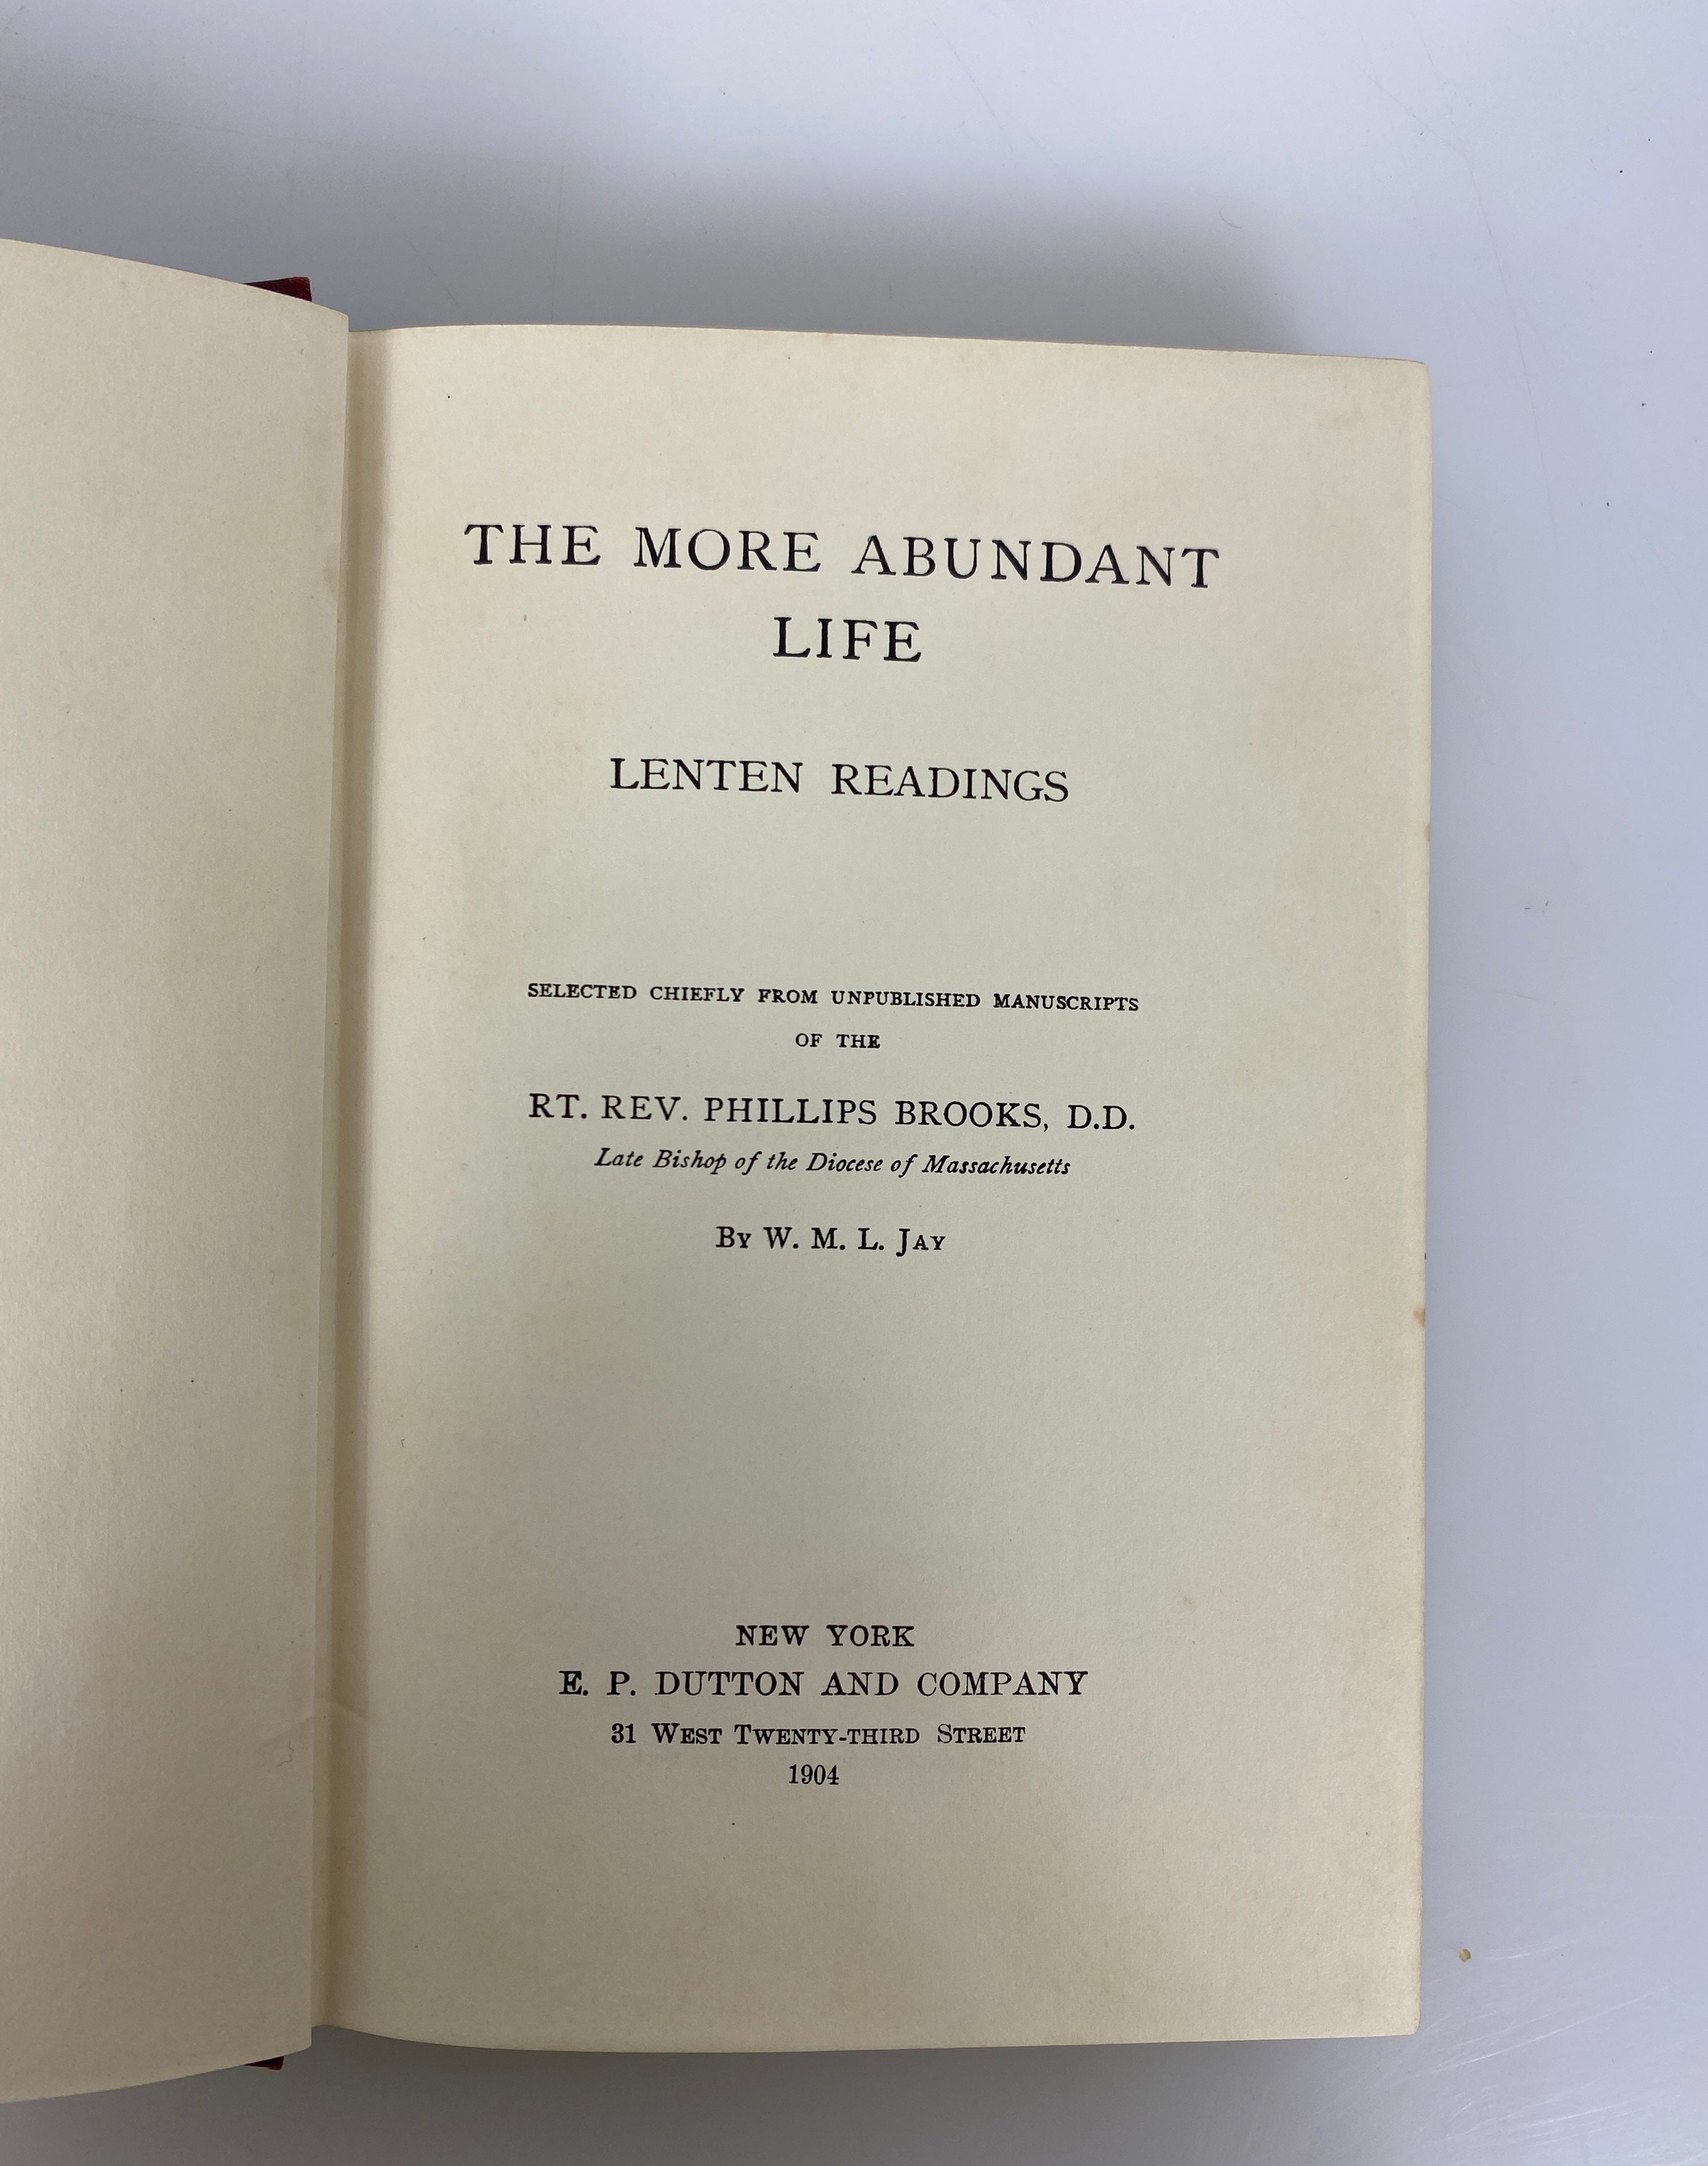 THE MORE ABUNDANT
LIFE
LENTEN READINGS
SELECTED CHIEFLY FROM UNPUBLISHED MANUSCRIPTS
OF THE
RT. REV. PHILLIPS BROOKS, D.D.
Late Bishop of the Diocese of Massachusetts
By W. M. L. Jay
NEW YORK
E. P. DUTTON AND COMPANY
31 West Twenty-third Street
1904